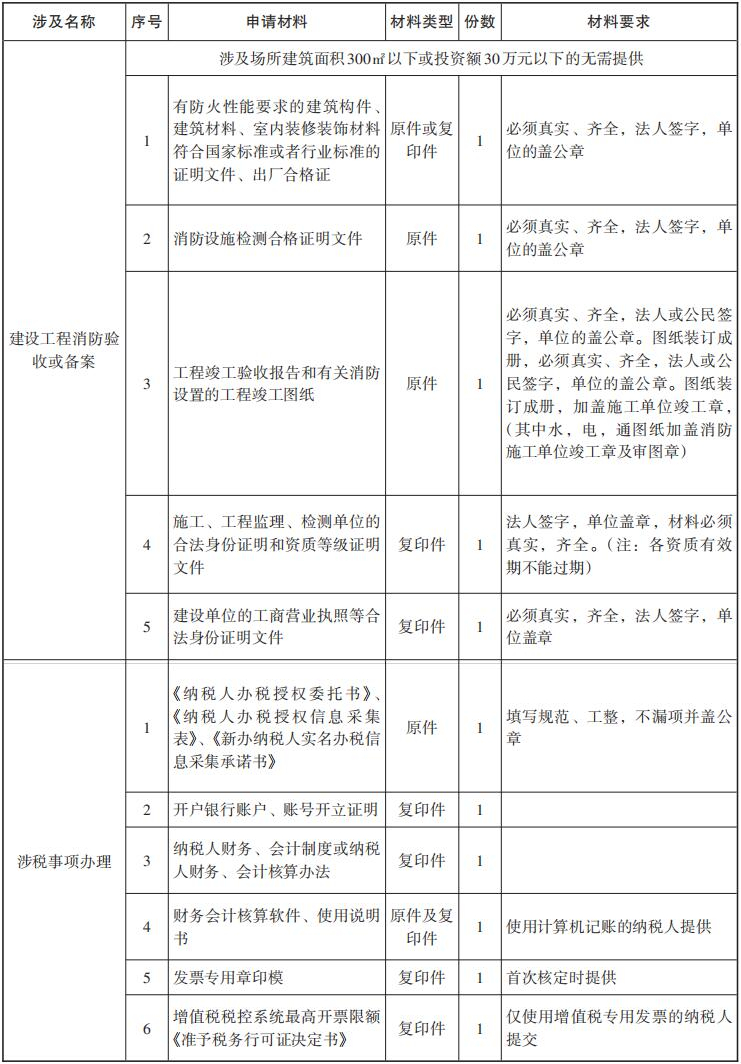 涉及名称 序号 申请材料 材料类型 份数 材料要求
涉及场所建筑面积300㎡以下或投资额30万元以下的无需提供
建设工程消防验
收或备案
1
有防火性能要求的建筑构件、
建筑材料、室内装修装饰材料
符合国家标准或者行业标准的
证明文件、出厂合格证
原件或复
印件
1
必须真实、齐全，法人签字，单
位的盖公章
2
消防设施检测合格证明文件
原件
1
必须真实、齐全，法人签字，单
位的盖公章
3
工程竣工验收报告和有关消防
设置的工程竣工图纸
原件
1
必须真实、齐全，法人或公民签
字，单位的盖公章。图纸装订成
册，必须真实、齐全，法人或公
民签字，单位的盖公章。图纸装
订成册，加盖施工单位竣工章，
（其中水，电，通图纸加盖消防
施工单位竣工章及审图章）
4
施工、工程监理、检测单位的
合法身份证明和资质等级证明
文件
复印件
1
法人签字，单位盖章，材料必须
真实，齐全。（注：各资质有效
期不能过期）
5
建设单位的工商营业执照等合
法身份证明文件
复印件
1
必须真实，齐全，法人签字，单
位盖章
涉税事项办理
1
《纳税人办税授权委托书》、
《纳税人办税授权信息采集
表》、《新办纳税人实名办税信
息采集承诺书》
原件
1
填写规范、工整，不漏项并盖公
章
2
开户银行账户、账号开立证明
复印件
1
3
纳税人财务、会计制度或纳税
人财务、会计核算办法
复印件
1
4
财务会计核算软件、使用说明
书
原件及复
印件
1
使用计算机记账的纳税人提供
5
发票专用章印模
复印件
1
首次核定时提供
6
增值税税控系统最高开票限额
《准予税务行可证决定书》
复印件
1
仅使用增值税专用发票的纳税人
提交